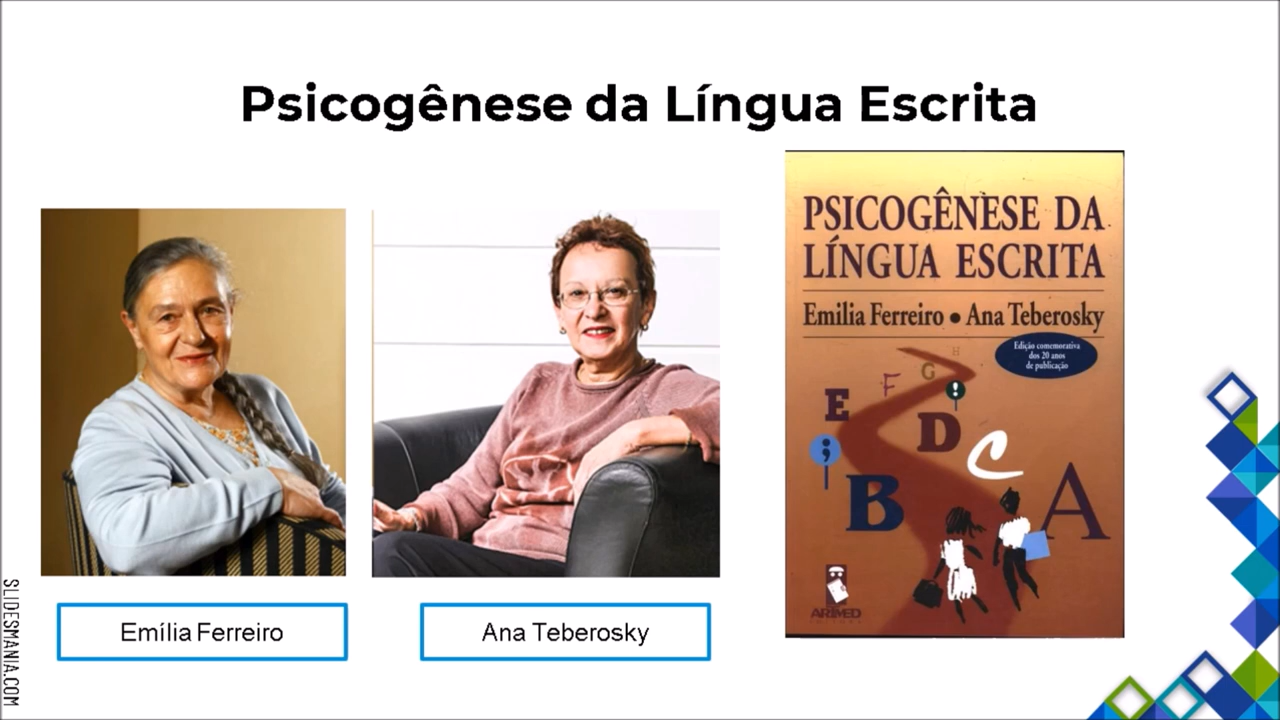 Psicogênese da Língua Escrita
PSICOGÊNESE DA
LÍNGUA ESCRITA
Emilia Ferreiro • Ana Teberosky
Edição comemorativa
dos 20 anos
de publicação
H
G
F
E
D
C
B
A
ARTMED
EDITORA
Emília Ferreiro
Ana Teberosky
SLIDESMANIA.COM